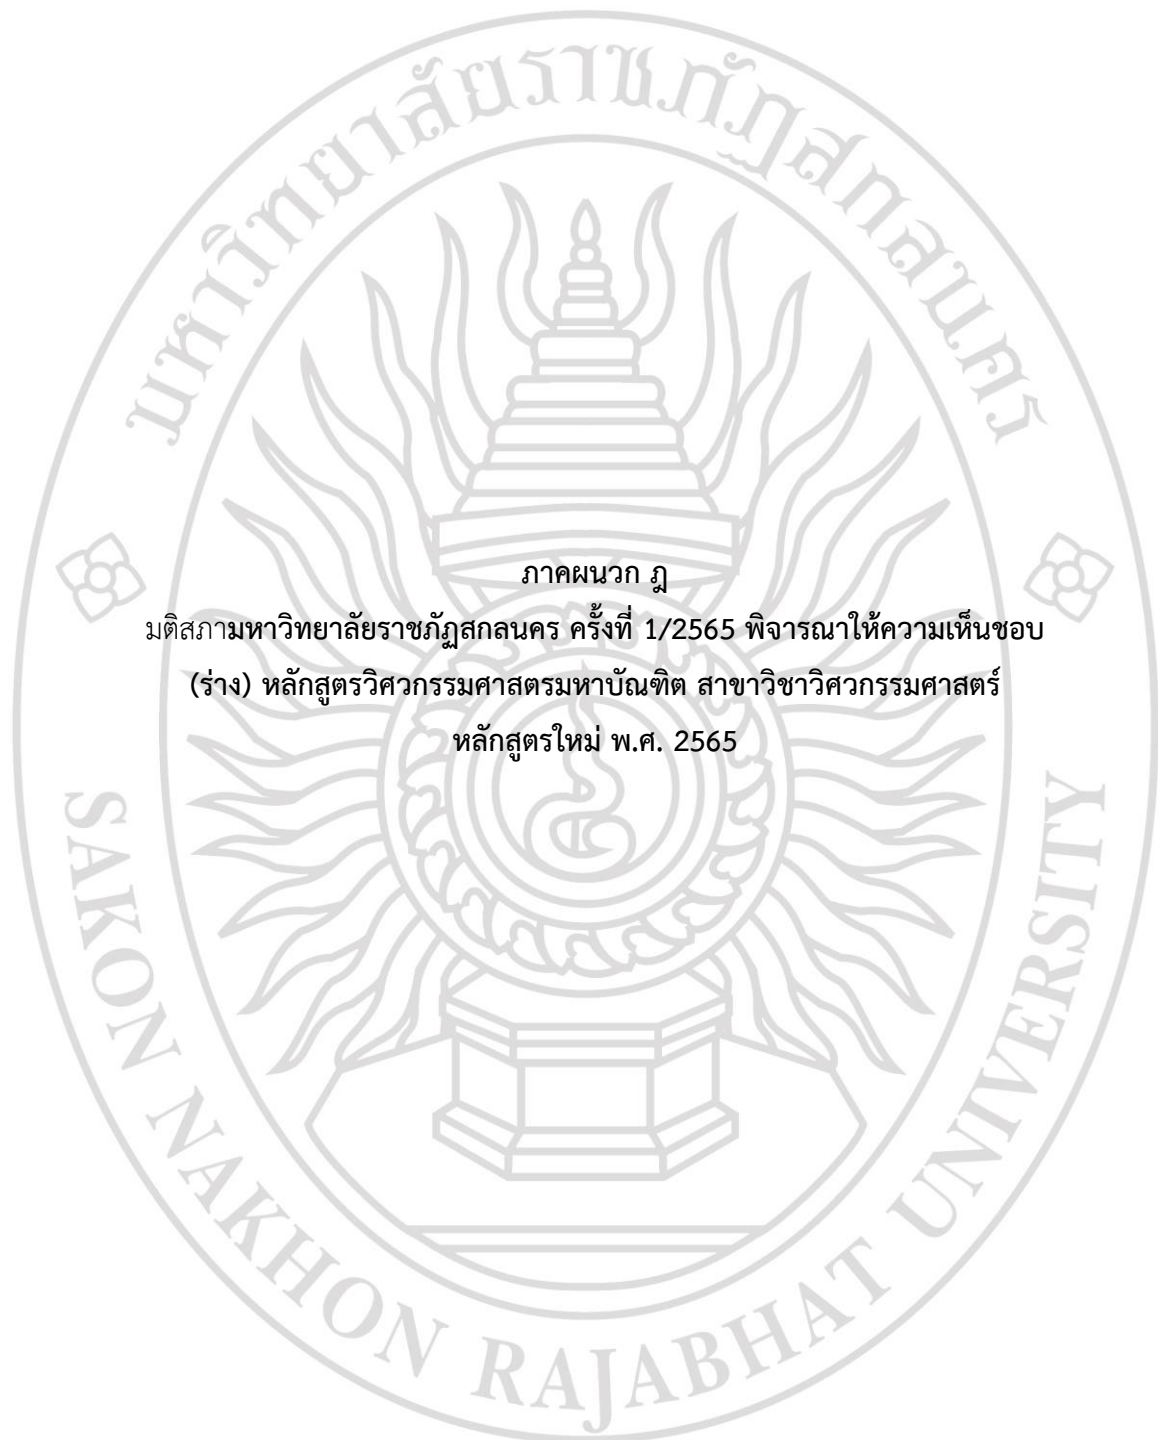 มหาวิทยาลัยราชภัฏสกลนคร
ภาคผนวก ฎ
มติสภามหาวิทยาลัยราชภัฏสกลนคร ครั้งที่ 1/2565 พิจารณาให้ความเห็นชอบ
(ร่าง) หลักสูตรวิศวกรรมศาสตรมหาบัณฑิต สาขาวิชาวิศวกรรมศาสตร์
หลักสูตรใหม่ พ.ศ. 2565
SAKON NAKHON RAJABHAT UNIVERSITY